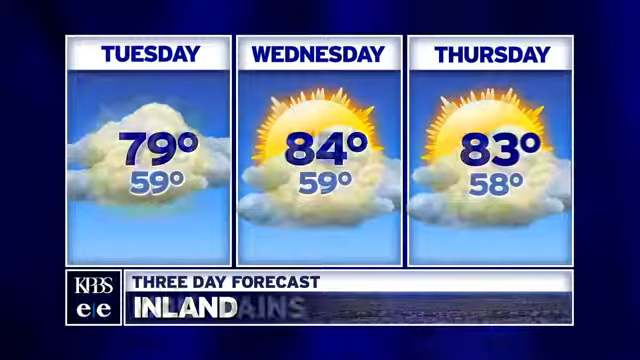 TUESDAY WEDNESDAY THURSDAY
79° 84° 83°
59° 59° 58°
KPBS
e|e
THREE DAY FORECAST
INLAND